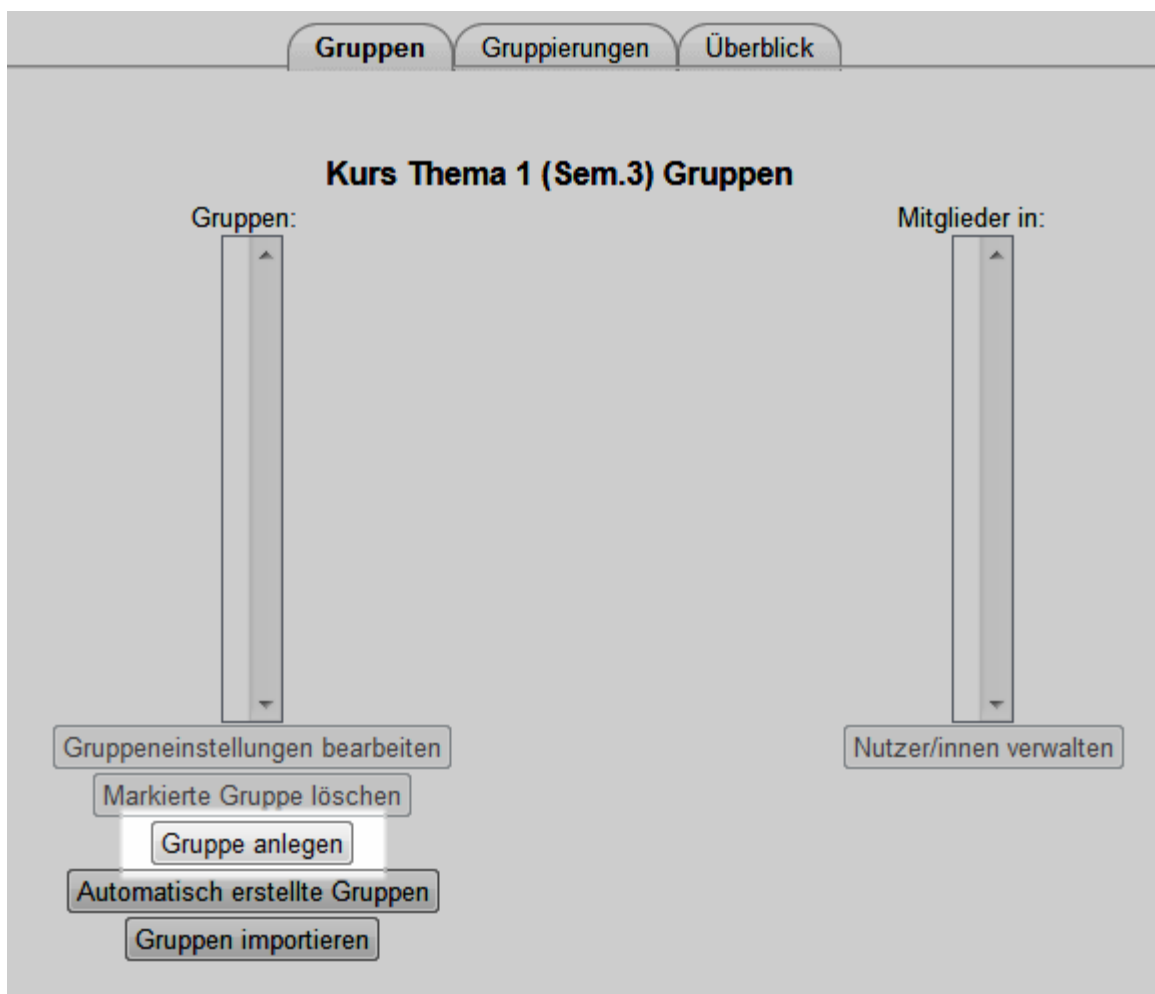 Gruppen Gruppierungen Überblick
Kurs Thema 1 (Sem.3) Gruppen
Gruppen:
Mitglieder in:
Gruppeneinstellungen bearbeiten
Nutzer/innen verwalten
Markierte Gruppe löschen
Gruppe anlegen
Automatisch erstellte Gruppen
Gruppen importieren